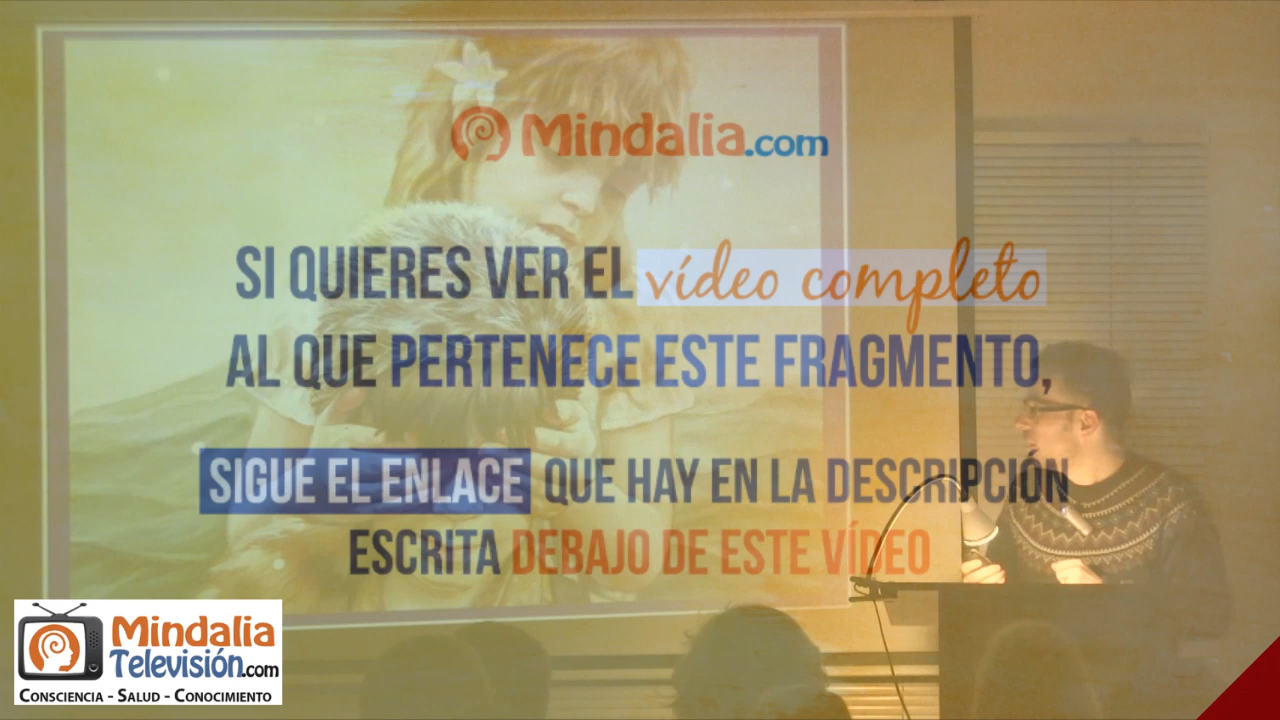 Mindalia.com
SI QUIERES VER EL vídeo completo
AL QUE PERTENECE ESTE FRAGMENTO,
SIGUE EL ENLACE QUE HAY EN LA DESCRIPCIÓN
ESCRITA DEBAJO DE ESTE VÍDEO
Mindalia
Televisión.com
CONSCIENCIA - SALUD - CONOCIMIENTO